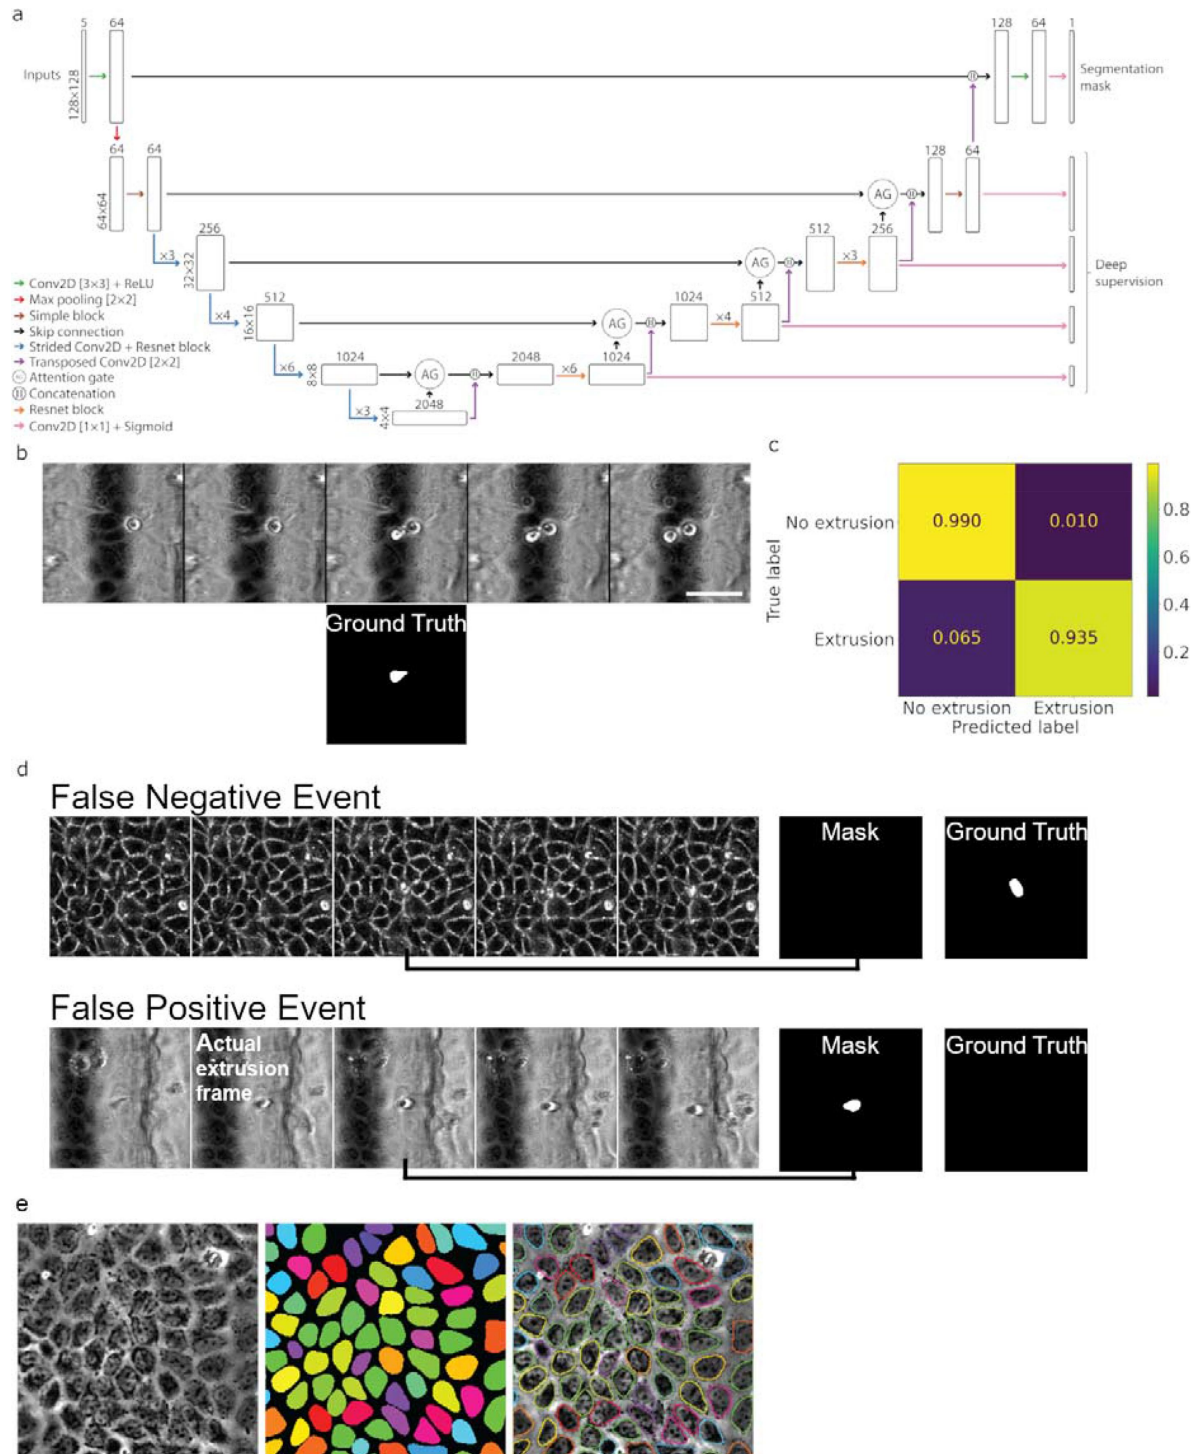 a
5 64 128 64 1
Inputs
128×128
Segmentation
mask
64 64 128 64
64×64
AG
256 512 256
×3 32×32 AG ×3
Deep
supervision
512 1024 512
×4 16×16 AG ×4
1024 2048 1024
×6 8×8 AG ×6
×3 4×4 2048
Conv2D [3×3] + ReLU
Max pooling [2×2]
Simple block
Skip connection
Strided Conv2D + Resnet block
Transposed Conv2D [2×2]
AG Attention gate
Concatenation
Resnet block
Conv2D [1×1] + Sigmoid
b
Ground Truth
c
True label
No extrusion 0.990 0.010
Extrusion 0.065 0.935
No extrusion Extrusion
Predicted label
0.8
0.6
0.4
0.2
d
False Negative Event
Mask Ground Truth
False Positive Event
Actual
extrusion
frame
Mask Ground Truth
e